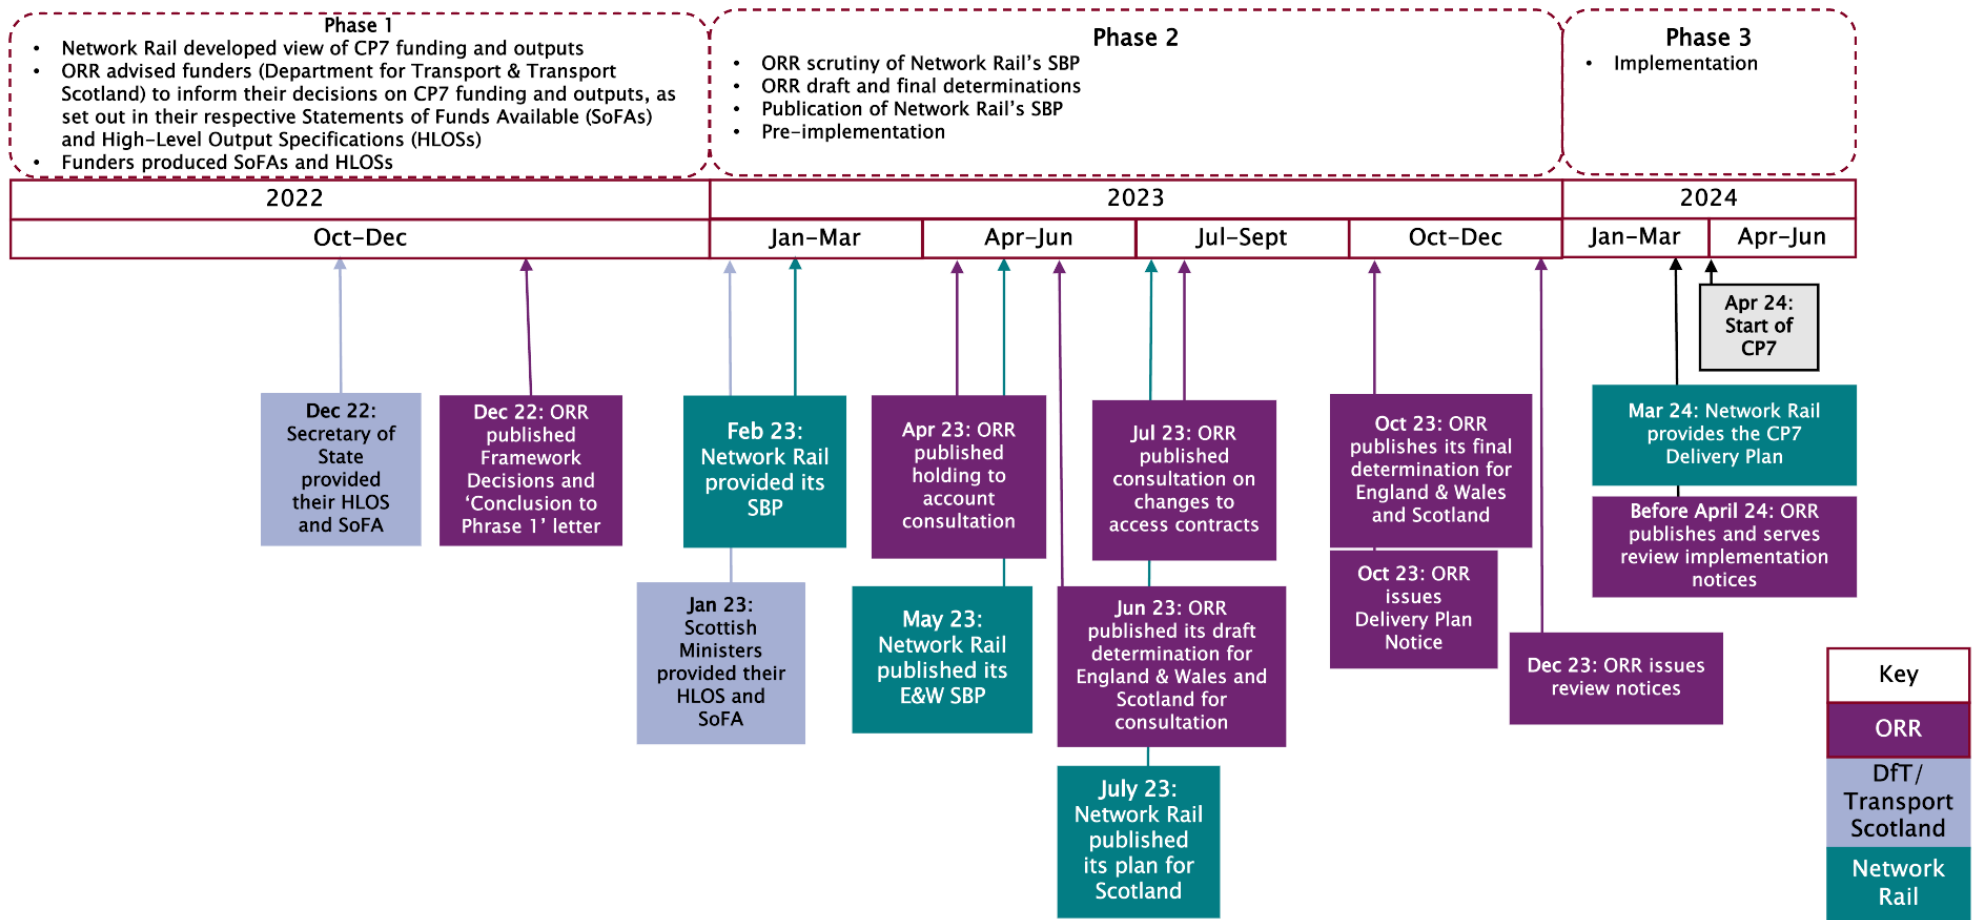 Phase 1
• Network Rail developed view of CP7 funding and outputs
• ORR advised funders (Department for Transport & Transport
Scotland) to inform their decisions on CP7 funding and outputs, as
set out in their respective Statements of Funds Available (SoFAs)
and High-Level Output Specifications (HLOSs)
• Funders produced SoFAs and HLOSs
Phase 2
• ORR scrutiny of Network Rail's SBP
• ORR draft and final determinations
• Publication of Network Rail's SBP
• Pre-implementation
Phase 3
• Implementation
2022
2023
2024
Oct-Dec
Jan-Mar
Apr-Jun
Jul-Sept
Oct-Dec
Jan-Mar
Apr-Jun
Apr 24:
Start of
CP7
Dec 22:
Secretary of
State
provided
their HLOS
and SoFA
Dec 22: ORR
published
Framework
Decisions and
‘Conclusion to
Phrase 1’ letter
Feb 23:
Network Rail
provided its
SBP
Jan 23:
Scottish
Ministers
provided their
HLOS and
SoFA
Apr 23: ORR
published
holding to
account
consultation
May 23:
Network Rail
published its
E&W SBP
Jul 23: ORR
published
consultation on
changes to
access contracts
Jun 23: ORR
published its draft
determination for
England & Wales and
Scotland for
consultation
July 23:
Network Rail
published
its plan for
Scotland
Oct 23: ORR
publishes its final
determination for
England & Wales
and Scotland
Oct 23: ORR
issues
Delivery Plan
Notice
Dec 23: ORR issues
review notices
Mar 24: Network Rail
provides the CP7
Delivery Plan
Before April 24: ORR
publishes and serves
review implementation
notices
Key
ORR
DfT/
Transport
Scotland
Network
Rail